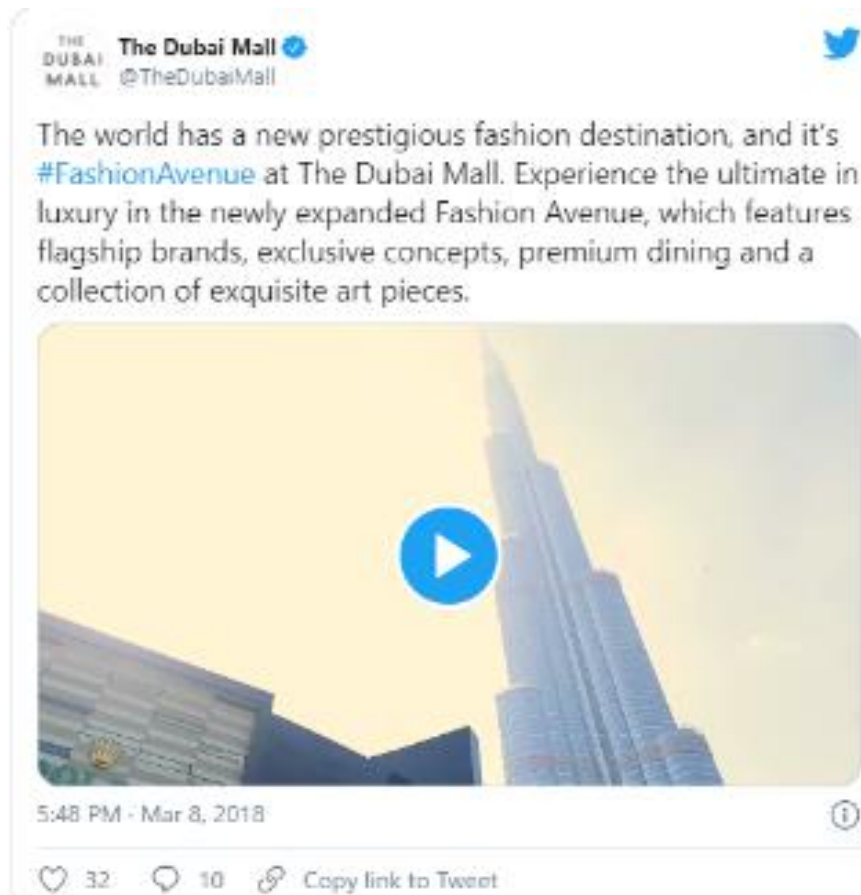 THE
DUBAI
MALL
The Dubai Mall
@TheDubaiMall
The world has a new prestigious fashion destination, and it's
#FashionAvenue at The Dubai Mall. Experience the ultimate in
luxury in the newly expanded Fashion Avenue, which features
flagship brands, exclusive concepts, premium dining and a
collection of exquisite art pieces.
5:48 PM · Mar 8, 2018
32 10 Copy link to Tweet